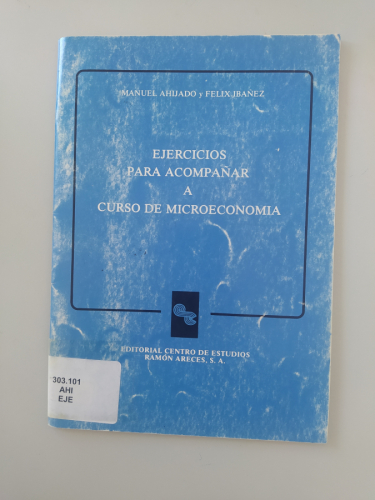 MANUEL AHIJADO y FELIX IBAÑEZ
EJERCICIOS
PARA ACOMPAÑAR
A
CURSO DE MICROECONOMIA
EDITORIAL CENTRO DE ESTUDIOS
RAMÓN ARECES, S. A.
303.101
AHI
EJE